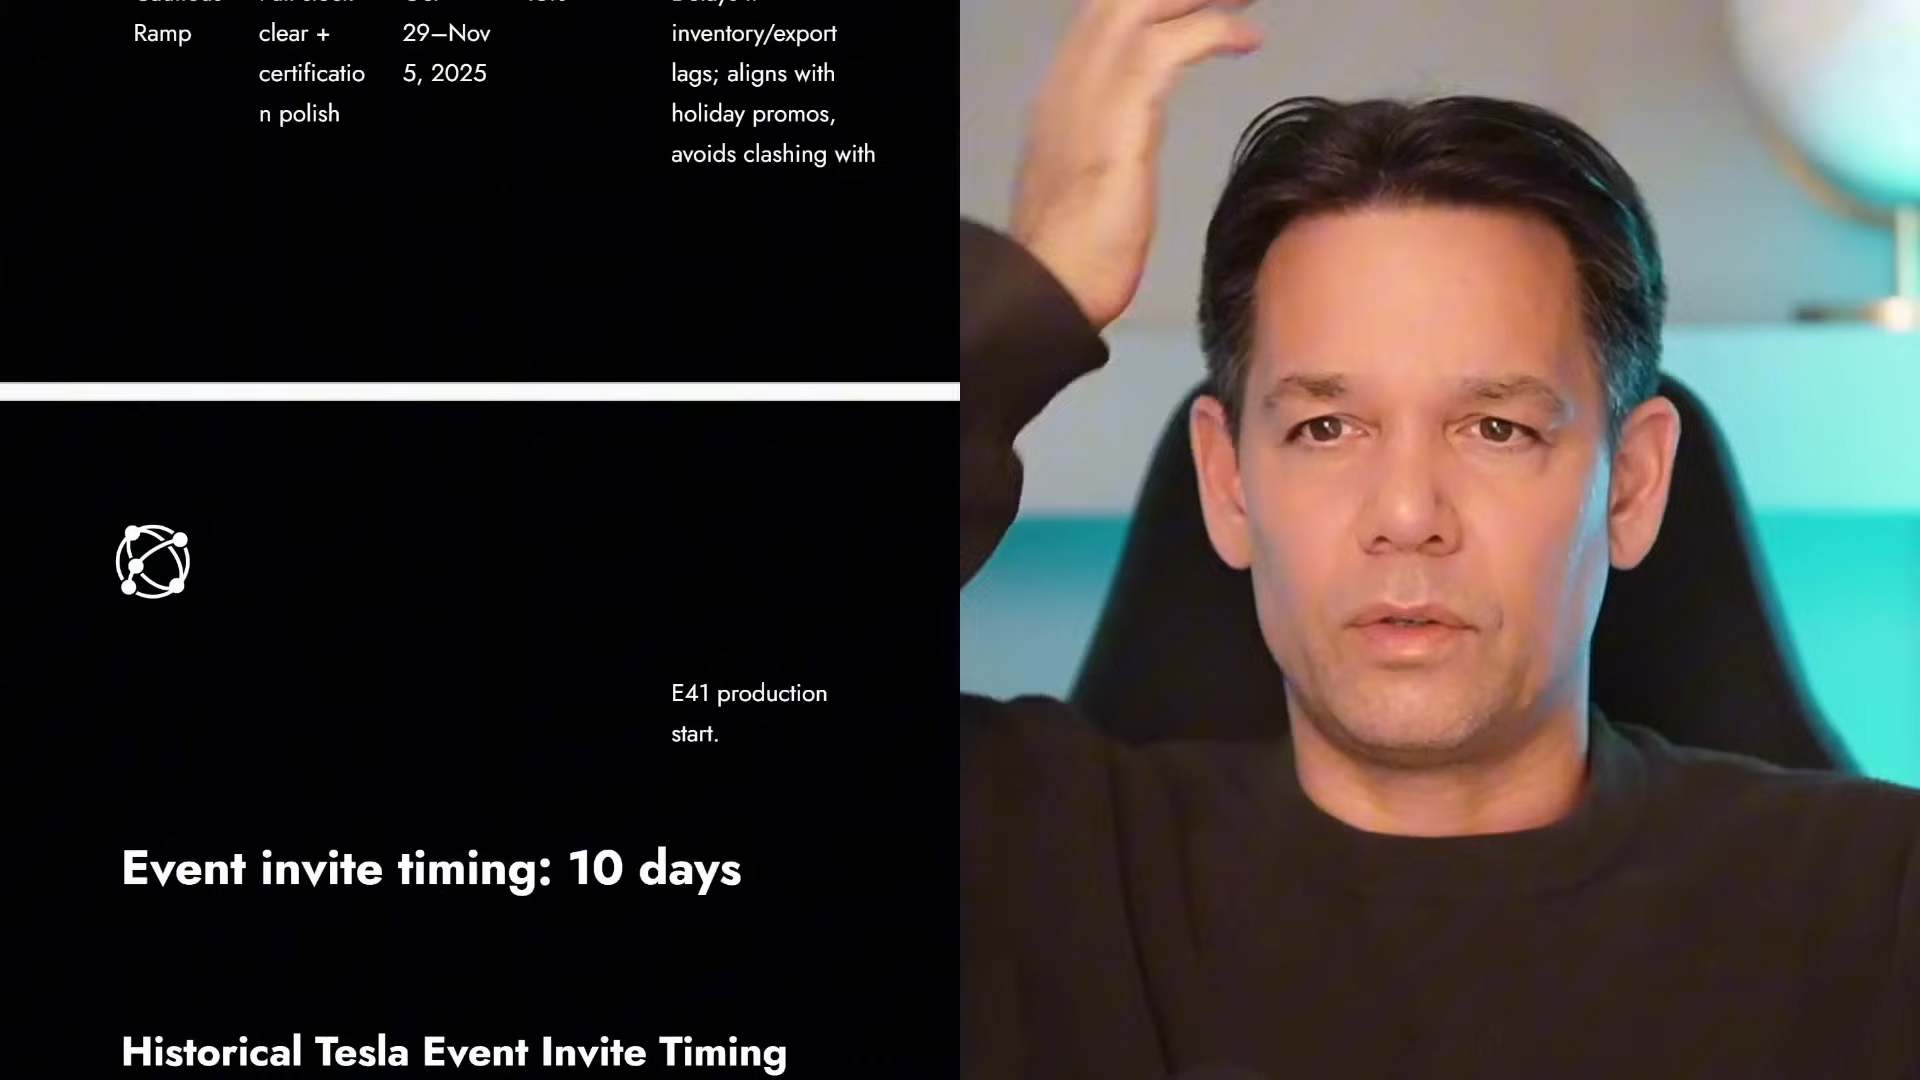 Ramp
clear +
certificatio
n polish
29–Nov
5, 2025
inventory/export
lags; aligns with
holiday promos,
avoids clashing with
E41 production
start.
Event invite timing: 10 days
Historical Tesla Event Invite Timing